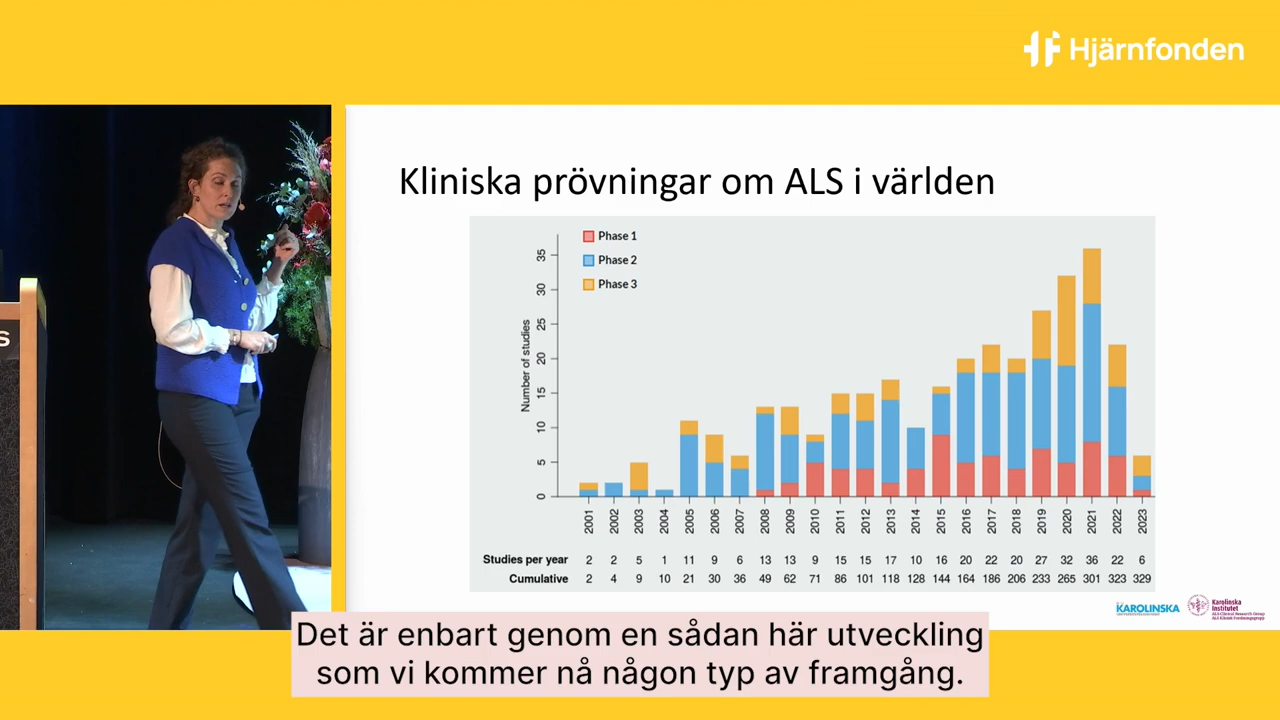 Hjärnfonden
S
Kliniska prövningar om ALS i världen
Phase 1
Phase 2
Phase 3
Number of studies
0 5 10 15 20 25 30 35
2001 2002 2003 2004 2005 2006 2007 2008 2009 2010 2011 2012 2013 2014 2015 2016 2017 2018 2019 2020 2021 2022 2023
Studies per year 2 2 5 1 11 9 6 13 13 9 15 15 17 10 16 20 22 20 27 32 36 22 6
Cumulative 2 4 9 10 21 30 36 49 62 71 86 101 118 128 144 164 186 206 233 265 301 323 329
KAROLINSKA
Karolinska
Institutet
Det är enbart genom en sådan här utveckling
som vi kommer nå någon typ av framgång.